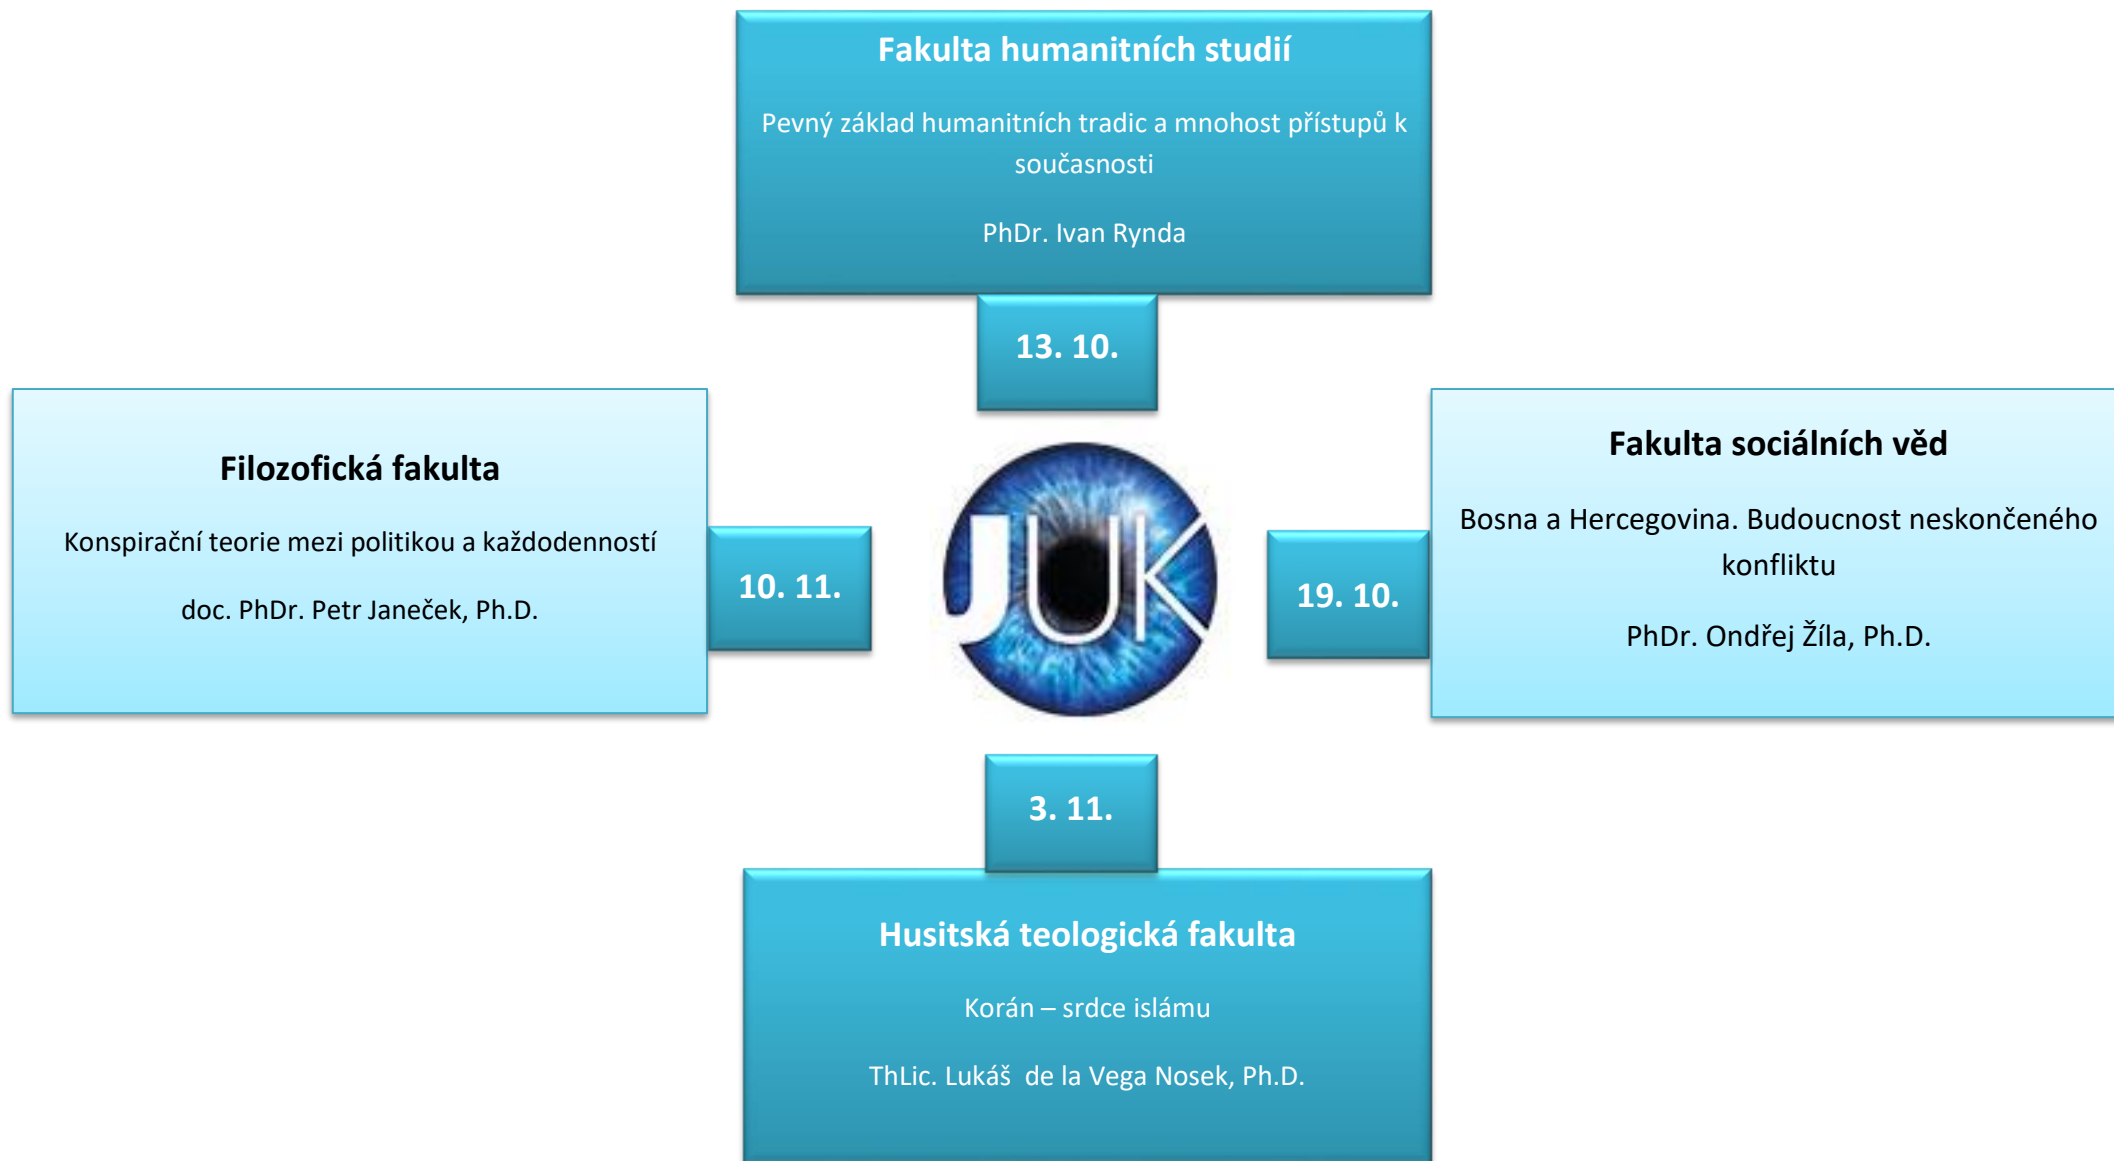 Fakulta humanitních studií
Pevný základ humanitních tradic a mnohost přístupů k
současnosti
PhDr. Ivan Rynda
13. 10.
Filozofická fakulta
Konspirační teorie mezi politikou a každodenností
doc. PhDr. Petr Janeček, Ph.D.
10. 11.
JUK
19. 10.
Fakulta sociálních věd
Bosna a Hercegovina. Budoucnost neskončeného
konfliktu
PhDr. Ondřej Žíla, Ph.D.
3. 11.
Husitská teologická fakulta
Korán – srdce islámu
ThLic. Lukáš  de la Vega Nosek, Ph.D.